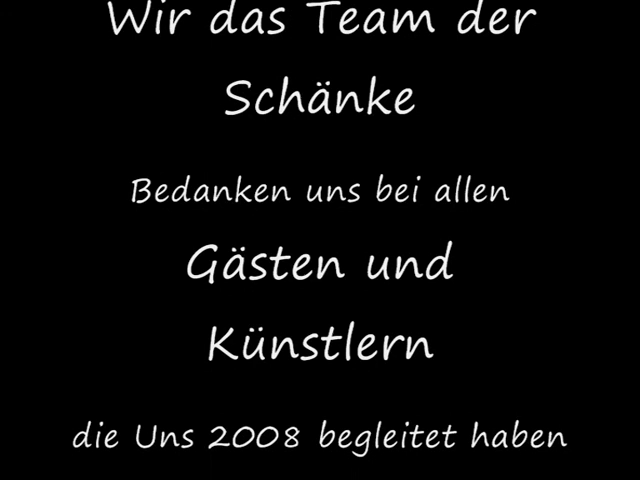 Wir das Team der
Schänke
Bedanken uns bei allen
Gästen und
Künstlern
die Uns 2008 begleitet haben